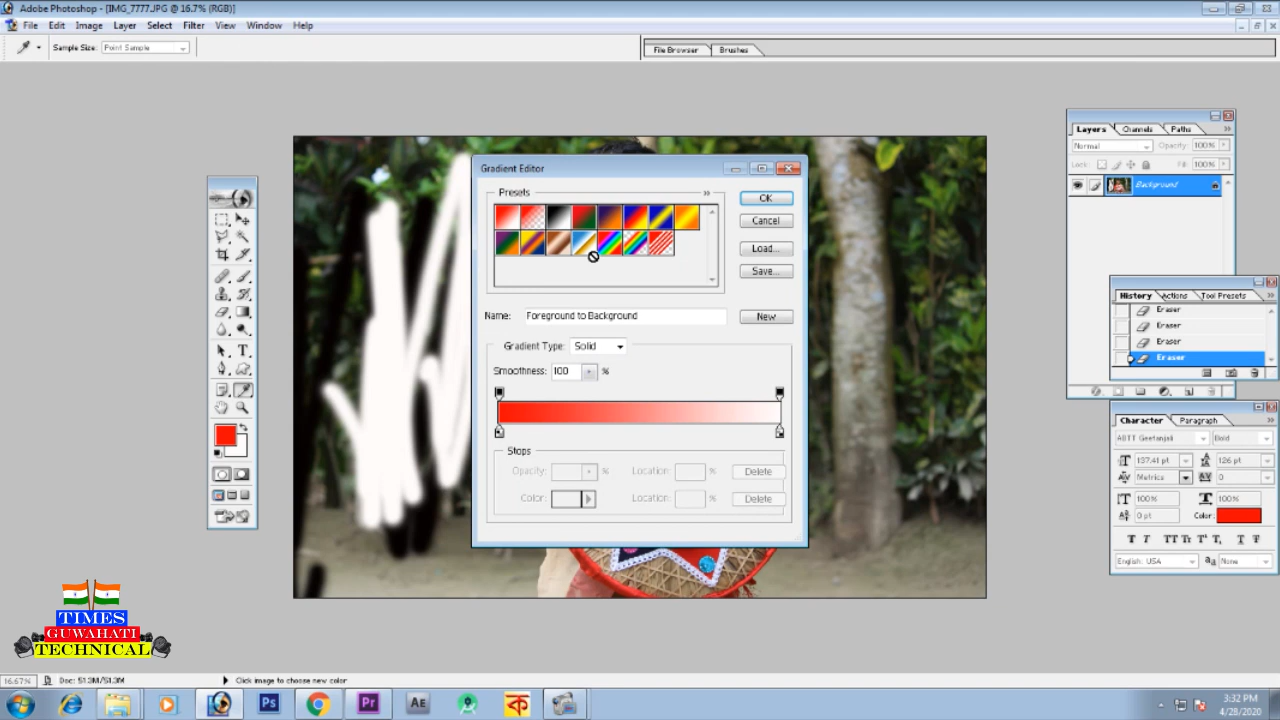 Adobe Photoshop - [IMG_7777.JPG @ 16.7% (RGB)]
File Edit Image Layer Select Filter View Window Help
Sample Size: Point Sample
File Browser Brushes
Layers Channels Paths
Normal Opacity: 100%
Lock: Fill: 100%
Background
Gradient Editor
Presets
OK
Cancel
Load...
Save...
Name: Foreground to Background New
Gradient Type: Solid
Smoothness: 100 %
Stops
Opacity: % Location: % Delete
Color: Location: % Delete
History Actions Tool Presets
Eraser
Eraser
Eraser
Eraser
Character Paragraph
ABTT Geetanjali Bold
137.41 pt 126 pt
Metrics 0
100% 100%
0 pt Color:
T T TT Tr T T T T
English: USA aa None
TIMES
GUWAHATI
TECHNICAL
16.67% Doc: 51.3M/51.3M Click image to choose new color
Ps Pr AE ক
3:32 PM
4/28/2020